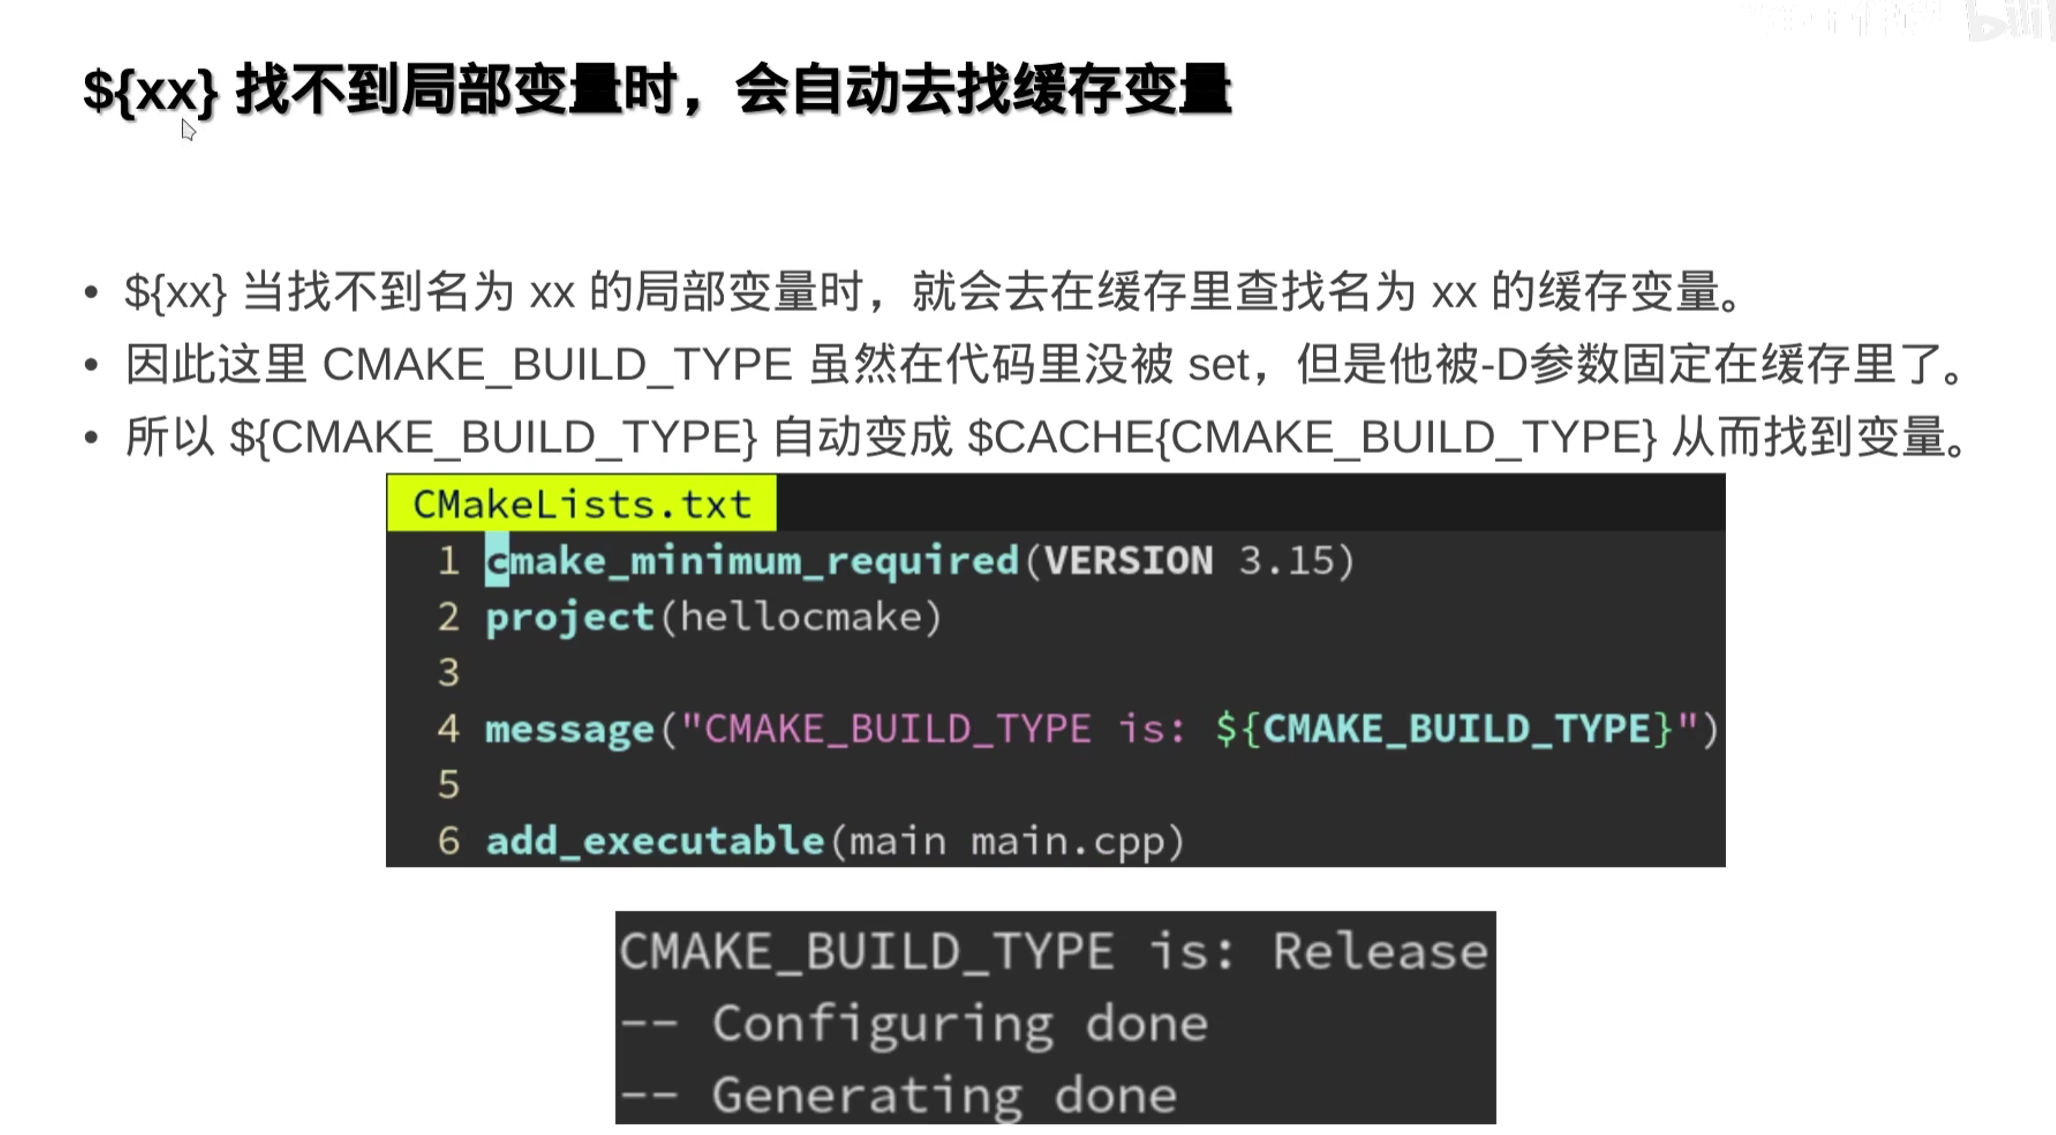 ${xx} 找不到局部变量时，会自动去找缓存变量
• ${xx} 当找不到名为 xx 的局部变量时，就会去在缓存里查找名为 xx 的缓存变量。
• 因此这里 CMAKE_BUILD_TYPE 虽然在代码里没被 set，但是他被-D参数固定在缓存里了。
• 所以 ${CMAKE_BUILD_TYPE} 自动变成 $CACHE{CMAKE_BUILD_TYPE} 从而找到变量。
CMakeLists.txt
1 cmake_minimum_required(VERSION 3.15)
2 project(hellocmake)
3
4 message("CMAKE_BUILD_TYPE is: ${CMAKE_BUILD_TYPE}")
5
6 add_executable(main main.cpp)
CMAKE_BUILD_TYPE is: Release
-- Configuring done
-- Generating done